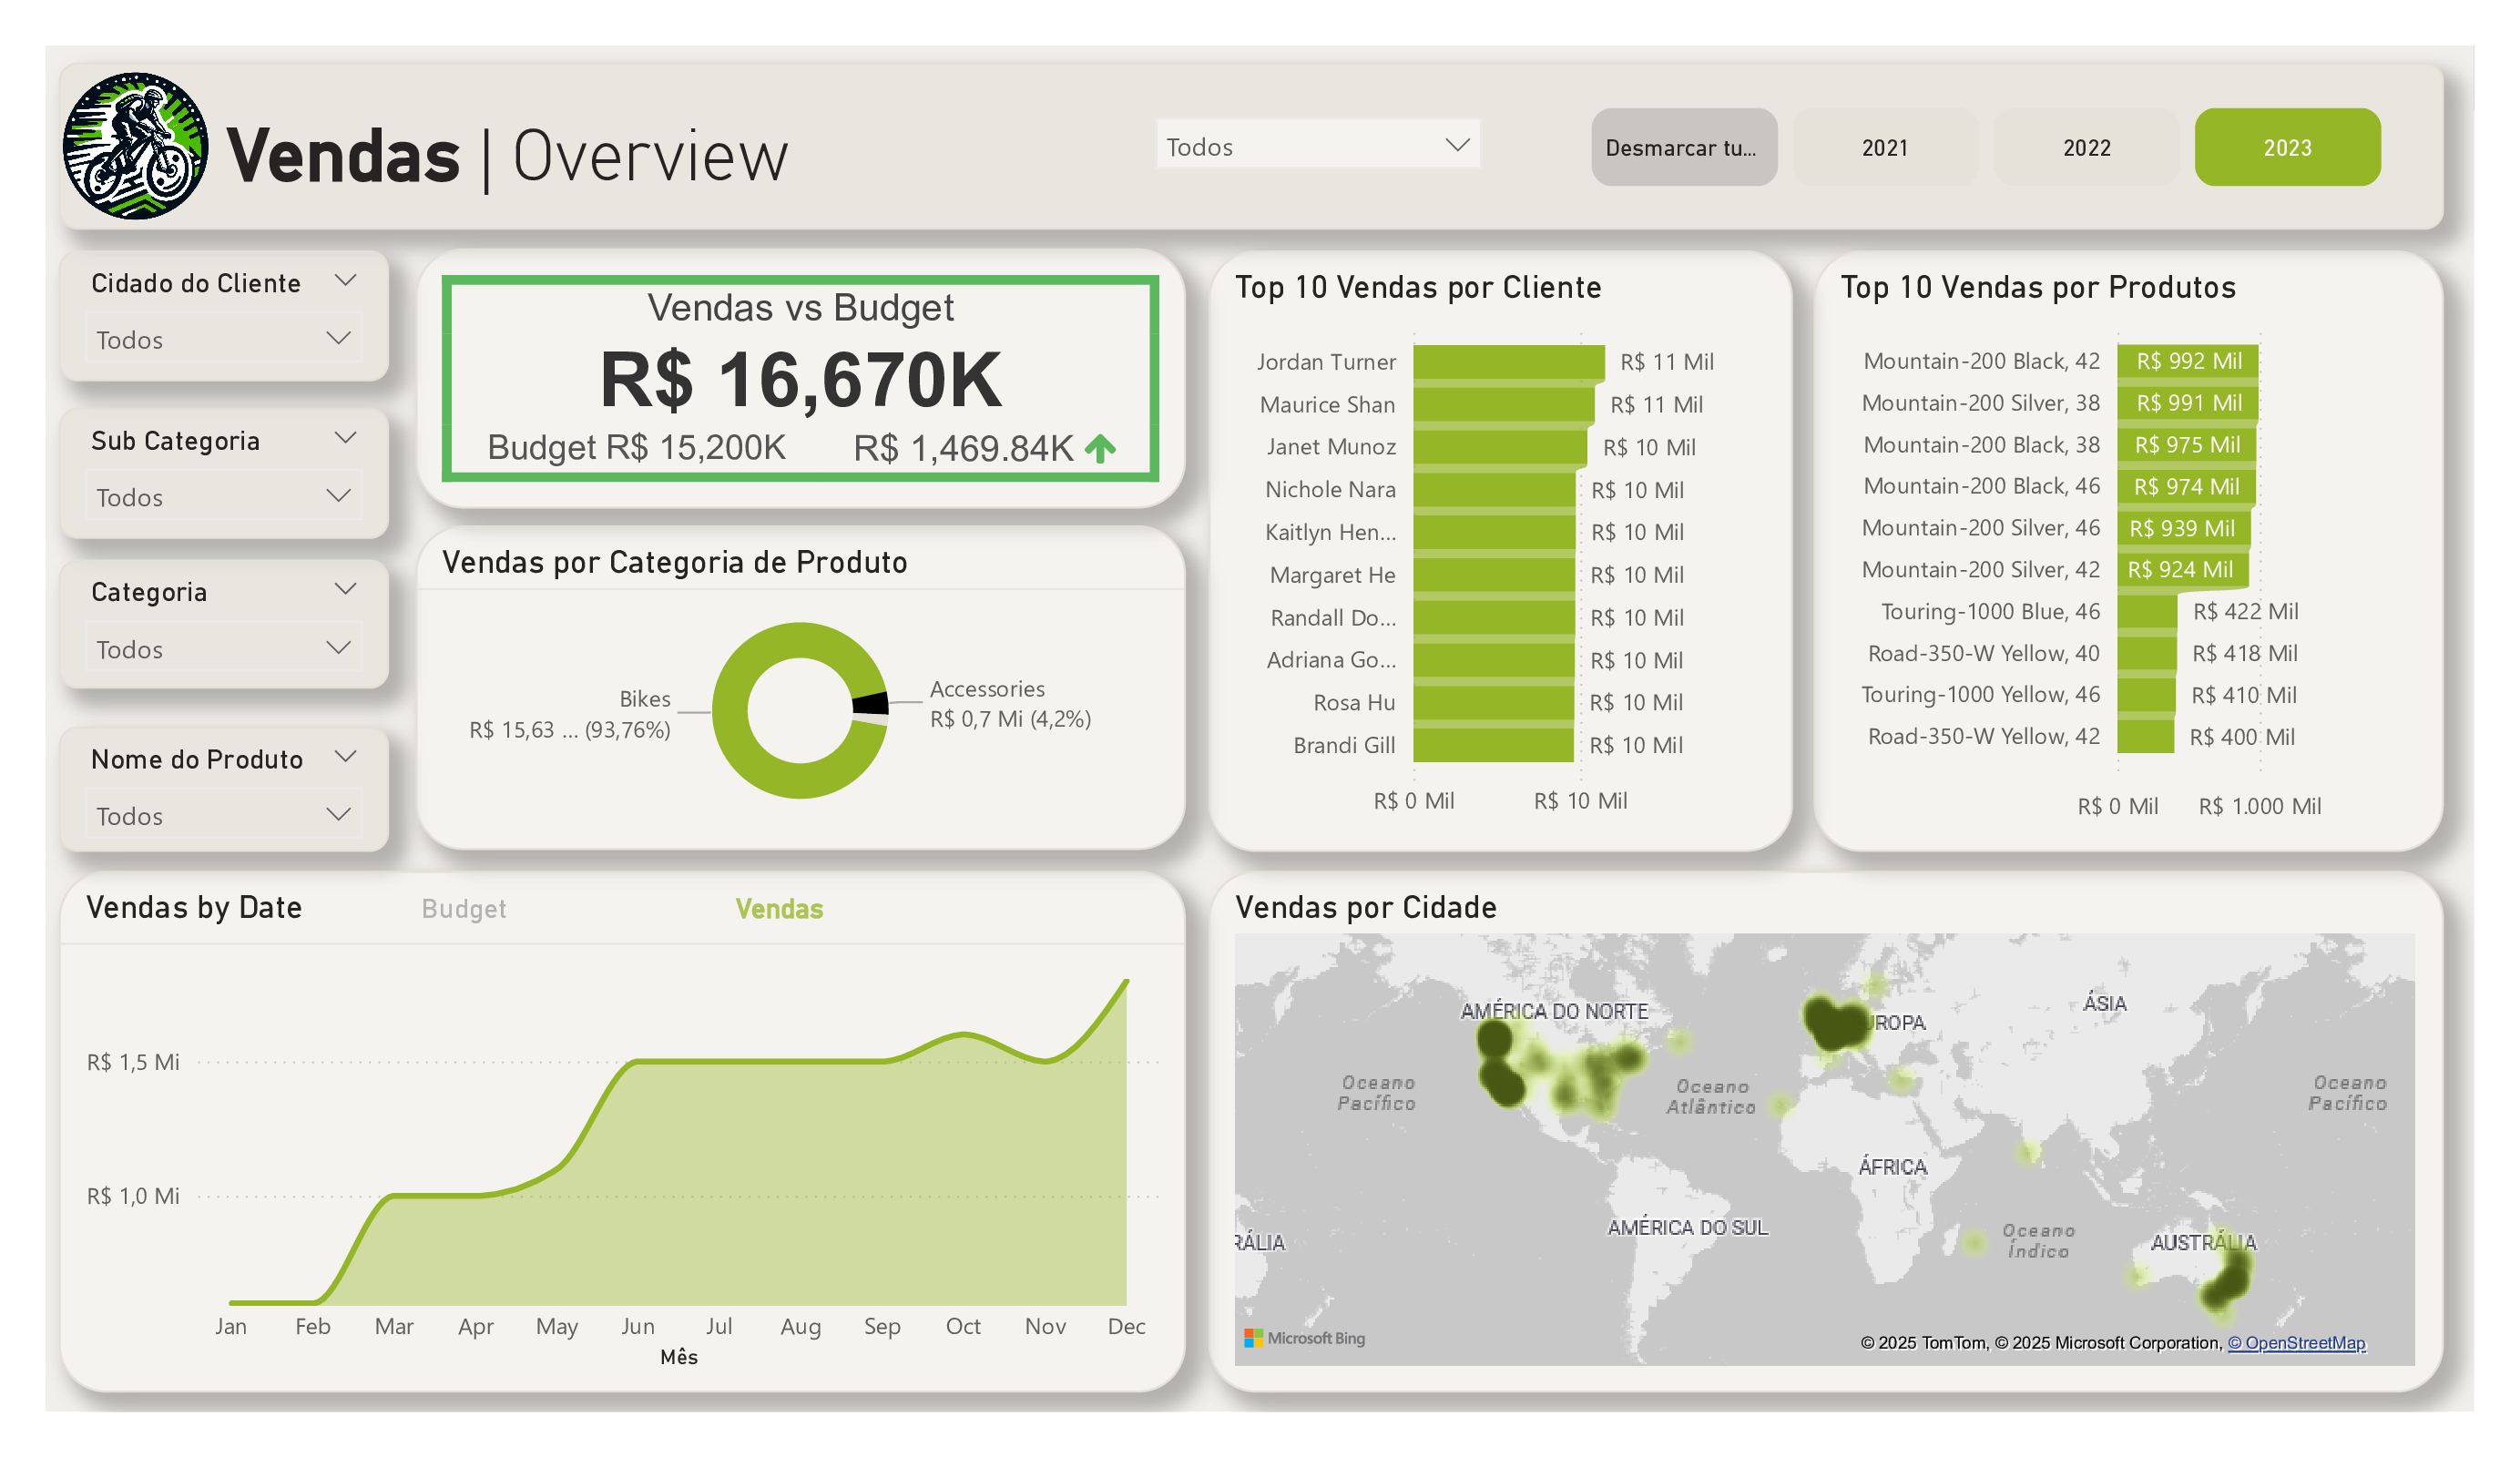 Vendas | Overview
Todos
Desmarcar tu...
2021
2022
2023
Cidado do Cliente
Todos
Sub Categoria
Todos
Categoria
Todos
Nome do Produto
Todos
Vendas vs Budget
R$ 16,670K
Budget R$ 15,200K
R$ 1,469.84K
Vendas por Categoria de Produto
Bikes
R$ 15,63 ... (93,76%)
Accessories
R$ 0,7 Mi (4,2%)
Top 10 Vendas por Cliente
Jordan Turner R$ 11 Mil
Maurice Shan R$ 11 Mil
Janet Munoz R$ 10 Mil
Nichole Nara R$ 10 Mil
Kaitlyn Hen... R$ 10 Mil
Margaret He R$ 10 Mil
Randall Do... R$ 10 Mil
Adriana Go... R$ 10 Mil
Rosa Hu R$ 10 Mil
Brandi Gill R$ 10 Mil
R$ 0 Mil R$ 10 Mil
Top 10 Vendas por Produtos
Mountain-200 Black, 42 R$ 992 Mil
Mountain-200 Silver, 38 R$ 991 Mil
Mountain-200 Black, 38 R$ 975 Mil
Mountain-200 Black, 46 R$ 974 Mil
Mountain-200 Silver, 46 R$ 939 Mil
Mountain-200 Silver, 42 R$ 924 Mil
Touring-1000 Blue, 46 R$ 422 Mil
Road-350-W Yellow, 40 R$ 418 Mil
Touring-1000 Yellow, 46 R$ 410 Mil
Road-350-W Yellow, 42 R$ 400 Mil
R$ 0 Mil R$ 1.000 Mil
Vendas by Date
Budget
Vendas
R$ 1,5 Mi
R$ 1,0 Mi
Jan Feb Mar Apr May Jun Jul Aug Sep Oct Nov Dec
Mês
Vendas por Cidade
AMÉRICA DO NORTE
UROPA
ÁSIA
Oceano
Pacífico
Oceano
Atlântico
Oceano
Pacífico
ÁFRICA
AMÉRICA DO SUL
RÁLIA
Oceano
Índico
AUSTRÁLIA
Microsoft Bing
© 2025 TomTom, © 2025 Microsoft Corporation, © OpenStreetMap